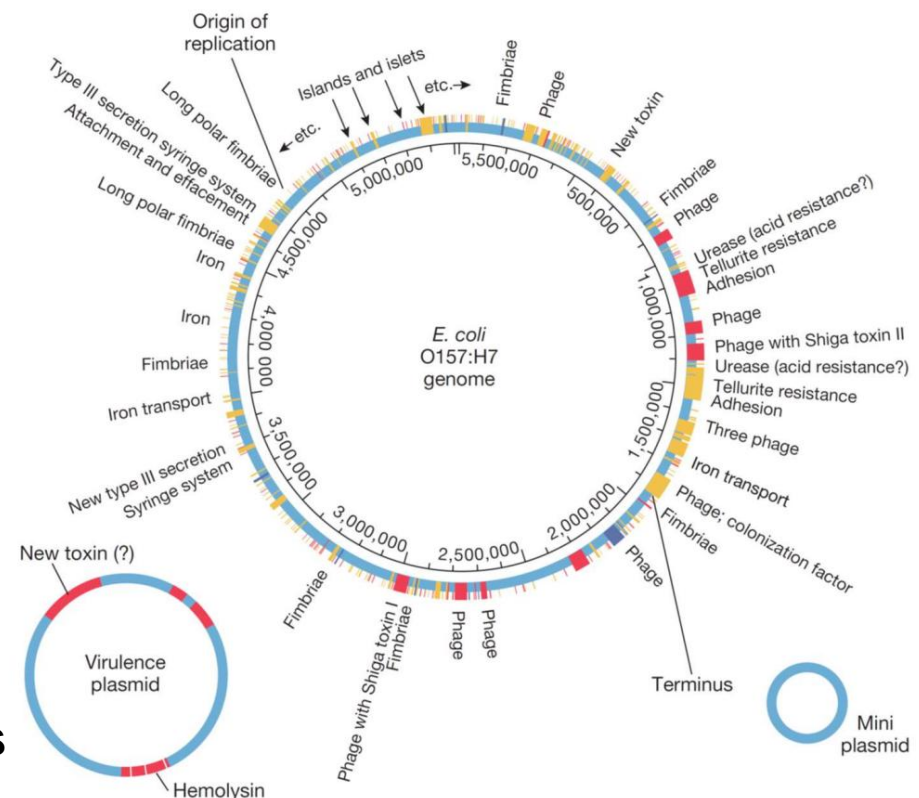 Origin of
replication
Islands and islets
← etc.
etc. →
Fimbriae
Phage
New toxin
Fimbriae
Phage
Urease (acid resistance?)
Tellurite resistance
Adhesion
Phage
Phage with Shiga toxin II
Urease (acid resistance?)
Tellurite resistance
Adhesion
Three phage
Iron transport
Phage; colonization factor
Fimbriae
Phage
Terminus
Phage
Phage
Fimbriae
Phage with Shiga toxin I
Fimbriae
Syringe system
New type III secretion
Iron transport
Fimbriae
Iron
Iron
Long polar fimbriae
Attachment and effacement
Type III secretion syringe system
Long polar fimbriae
5,500,000
500,000
1,000,000
1,500,000
2,000,000
2,500,000
3,000,000
3,500,000
4,000 000
4,500,000
5,000,000
E. coli
O157:H7
genome
New toxin (?)
Virulence
plasmid
Hemolysin
Mini
plasmid
s